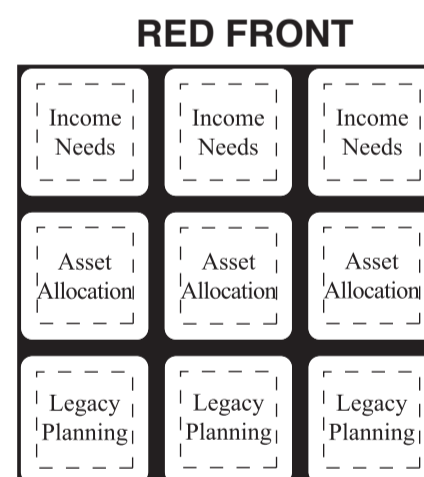 RED FRONT
Income Needs
Income Needs
Income Needs
Asset Allocation
Asset Allocation
Asset Allocation
Legacy Planning
Legacy Planning
Legacy Planning